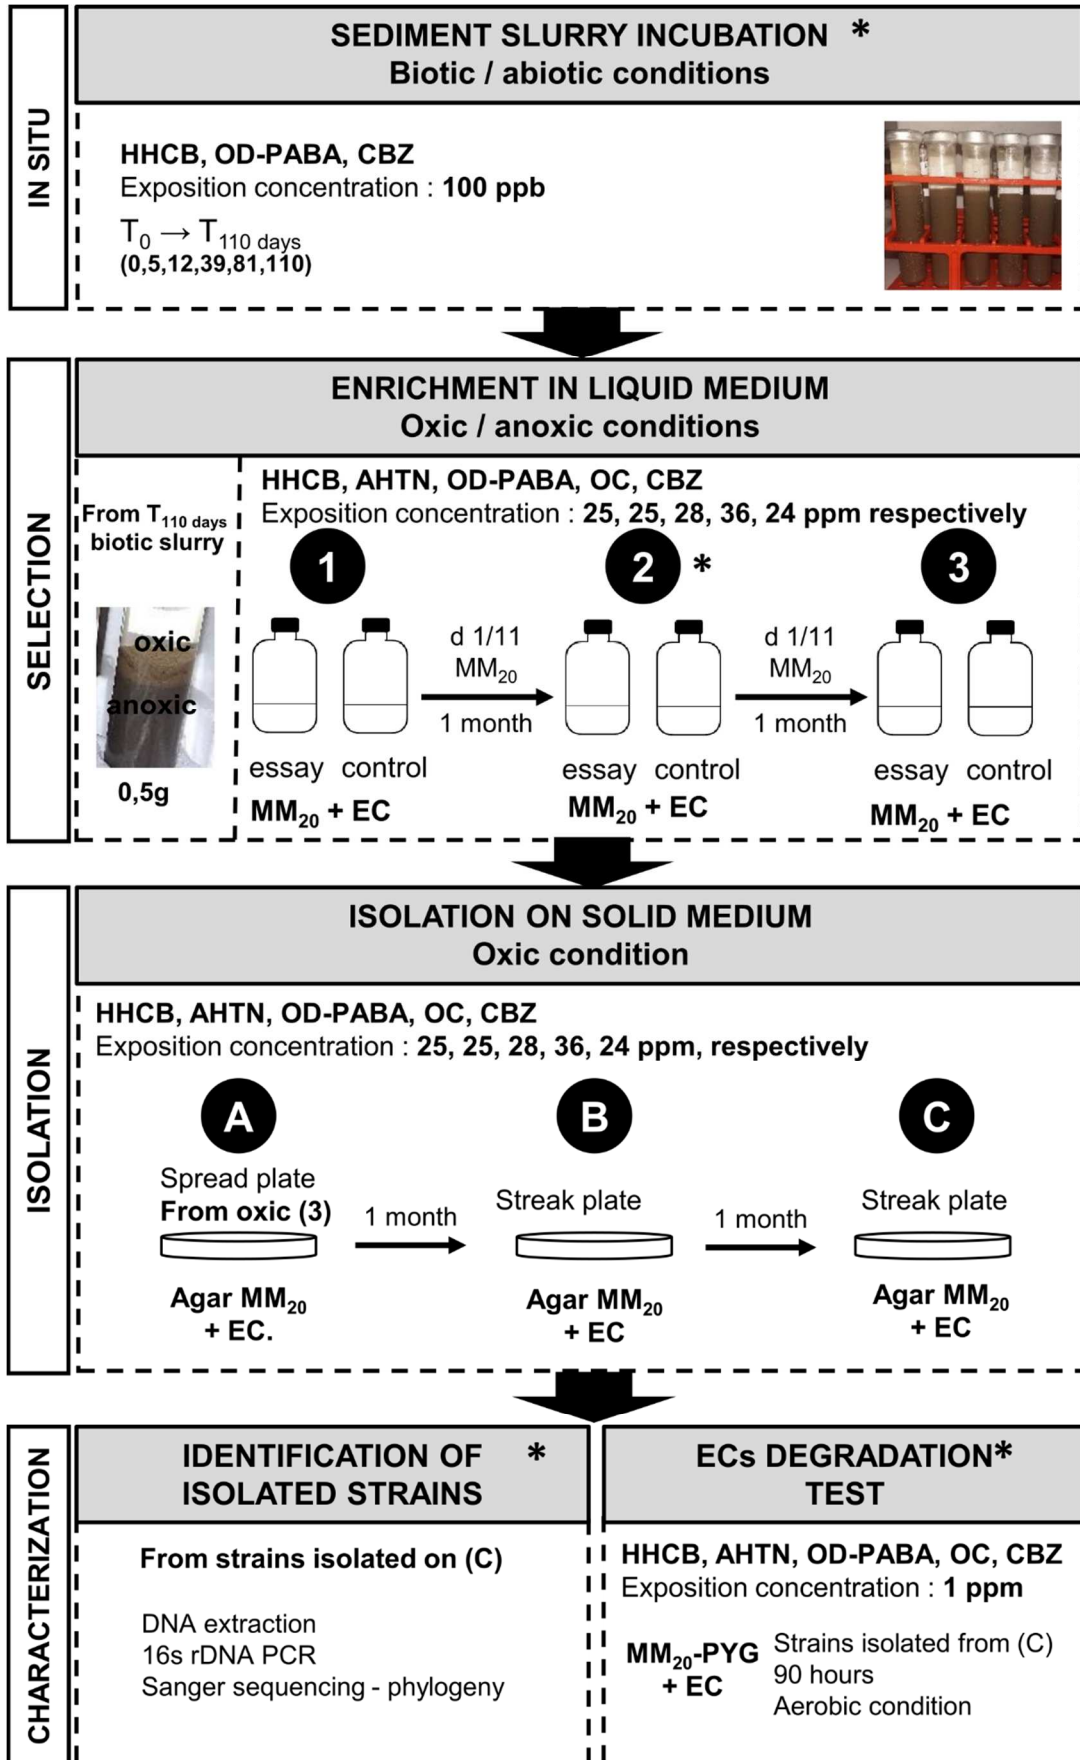 IN SITU
SEDIMENT SLURRY INCUBATION *
Biotic / abiotic conditions
HHCB, OD-PABA, CBZ
Exposition concentration : 100 ppb
T0 → T110 days
(0,5,12,39,81,110)
SELECTION
ENRICHMENT IN LIQUID MEDIUM
Oxic / anoxic conditions
From T110 days
biotic slurry
oxic
anoxic
0,5g
HHCB, AHTN, OD-PABA, OC, CBZ
Exposition concentration : 25, 25, 28, 36, 24 ppm respectively
1
2 *
3
d 1/11
MM20
1 month
d 1/11
MM20
1 month
essay control
essay control
essay control
MM20 + EC
MM20 + EC
MM20 + EC
ISOLATION
ISOLATION ON SOLID MEDIUM
Oxic condition
HHCB, AHTN, OD-PABA, OC, CBZ
Exposition concentration : 25, 25, 28, 36, 24 ppm, respectively
A
B
C
Spread plate
From oxic (3)
1 month
Streak plate
1 month
Streak plate
Agar MM20
+ EC.
Agar MM20
+ EC
Agar MM20
+ EC
CHARACTERIZATION
IDENTIFICATION OF *
ISOLATED STRAINS
From strains isolated on (C)
DNA extraction
16s rDNA PCR
Sanger sequencing - phylogeny
ECs DEGRADATION*
TEST
HHCB, AHTN, OD-PABA, OC, CBZ
Exposition concentration : 1 ppm
MM20-PYG
+ EC
Strains isolated from (C)
90 hours
Aerobic condition